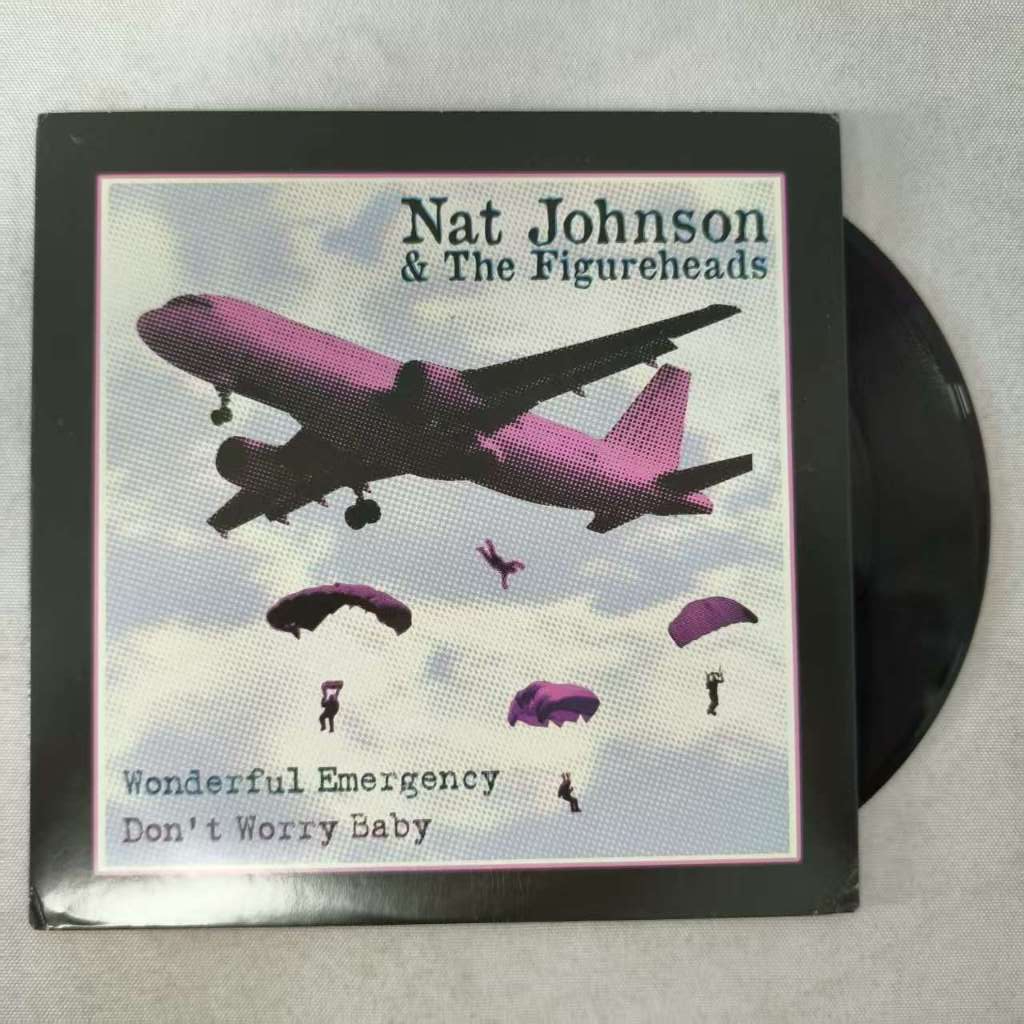 Nat Johnson
& The Figureheads
Wonderful Emergency
Don't Worry Baby